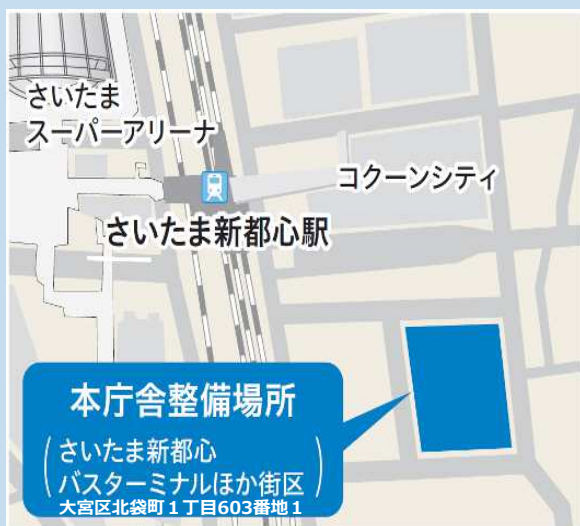 さいたま
スーパーアリーナ
コクーンシティ
さいたま新都心駅
本庁舎整備場所
(さいたま新都心
バスターミナルほか街区)
大宮区北袋町1丁目603番地1